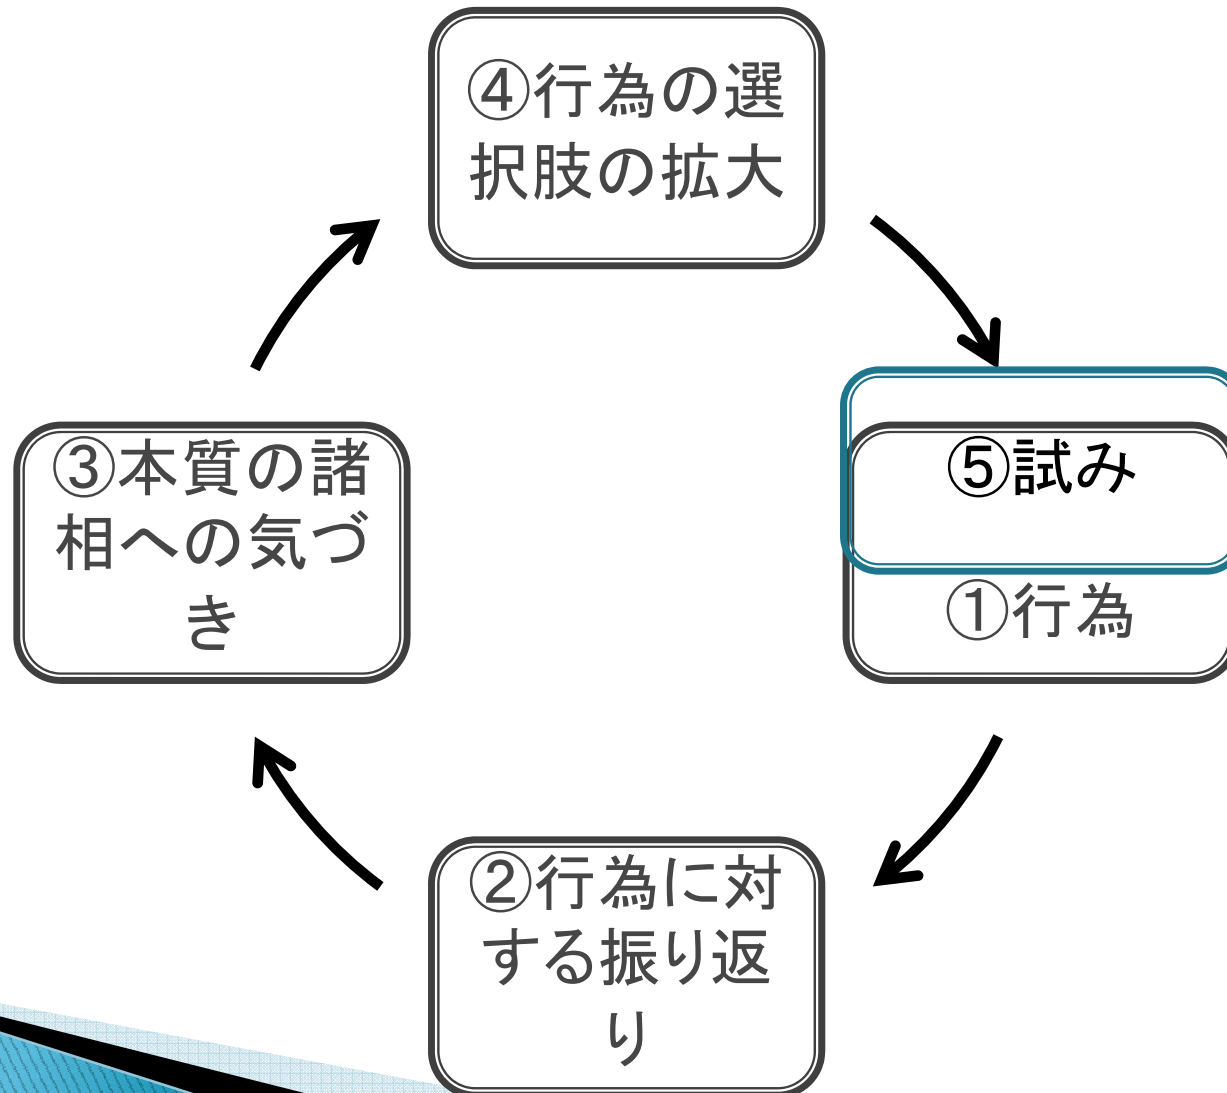 ④行為の選
択肢の拡大
⑤試み
①行為
③本質の諸
相への気づ
き
②行為に対
する振り返
り